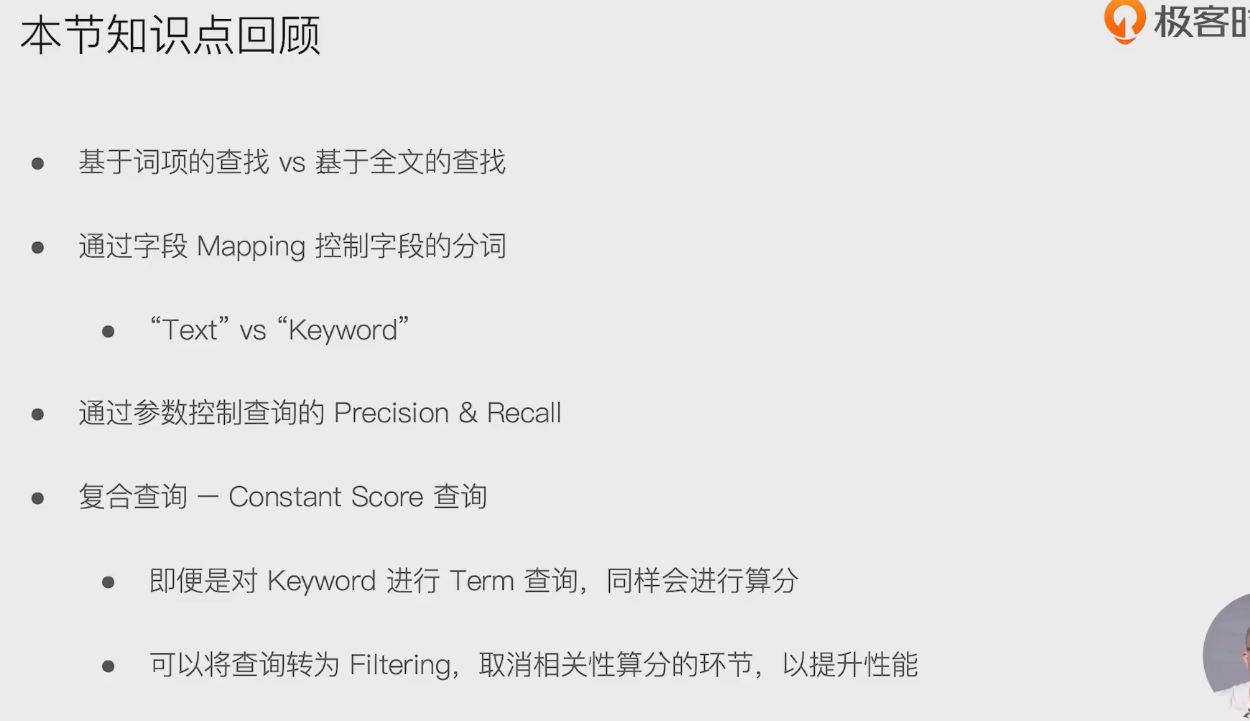 本节知识点回顾
极客时
基于词项的查找 vs 基于全文的查找
通过字段 Mapping 控制字段的分词
“Text” vs “Keyword”
通过参数控制查询的 Precision & Recall
复合查询 — Constant Score 查询
即便是对 Keyword 进行 Term 查询，同样会进行算分
可以将查询转为 Filtering，取消相关性算分的环节，以提升性能